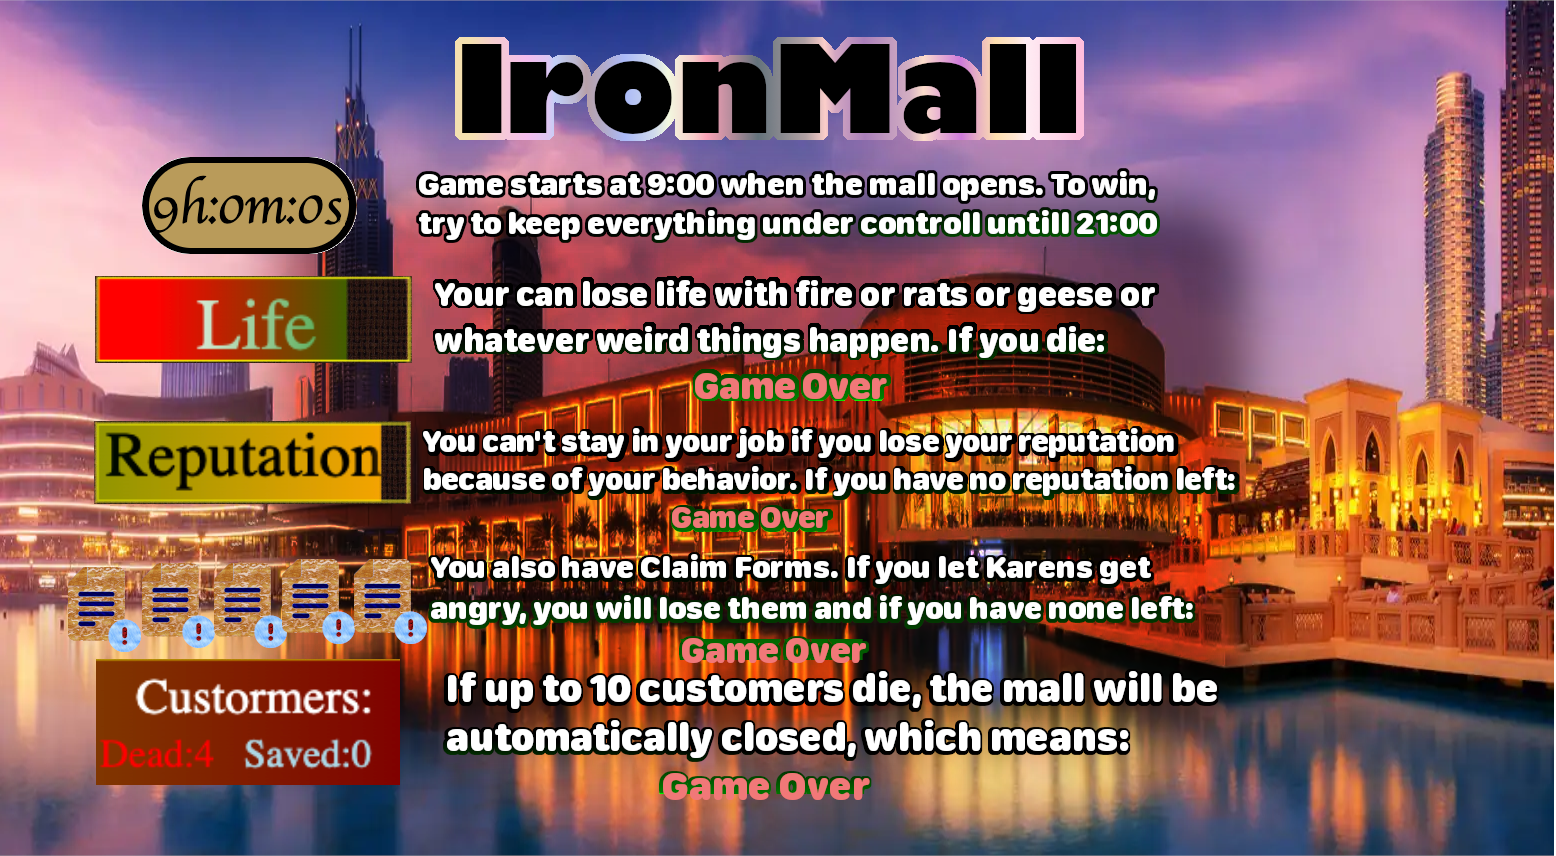 IronMall
9h:0m:0s
Game starts at 9:00 when the mall opens. To win,
try to keep everything under controll untill 21:00
Life
Your can lose life with fire or rats or geese or
whatever weird things happen. If you die:
Game Over
Reputation
You can't stay in your job if you lose your reputation
because of your behavior. If you have no reputation left:
Game Over
You also have Claim Forms. If you let Karens get
angry, you will lose them and if you have none left:
Game Over
Custormers:
Dead:4 Saved:0
If up to 10 customers die, the mall will be
automatically closed, which means:
Game Over